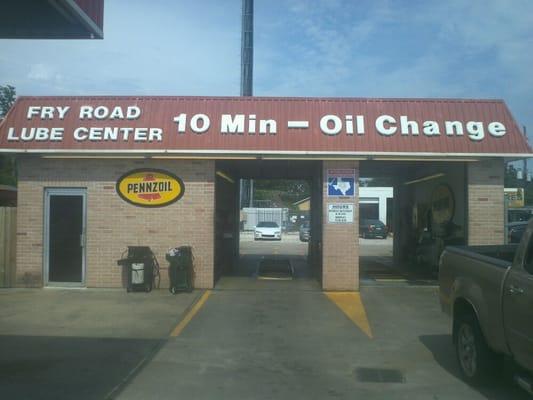 FRY ROAD
LUBE CENTER
10 Min - Oil Change
PENNZOIL
HOURS